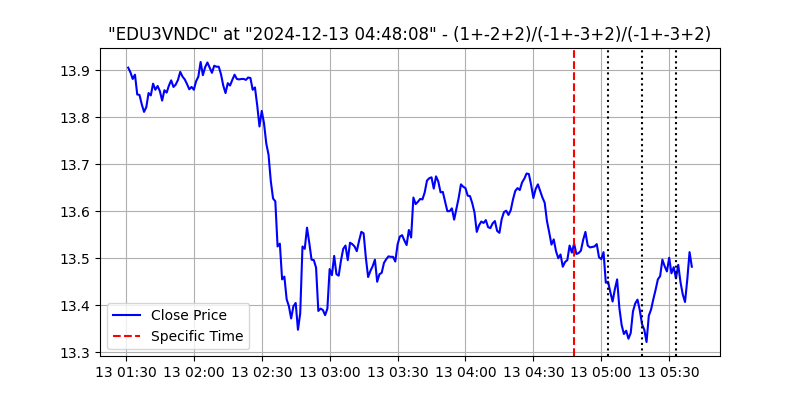 "EDU3VNDC" at "2024-12-13 04:48:08" - (1+-2+2)/(-1+-3+2)/(-1+-3+2)
13.9
13.8
13.7
13.6
13.5
13.4
13.3
Close Price
Specific Time
13 01:30 13 02:00 13 02:30 13 03:00 13 03:30 13 04:00 13 04:30 13 05:00 13 05:30